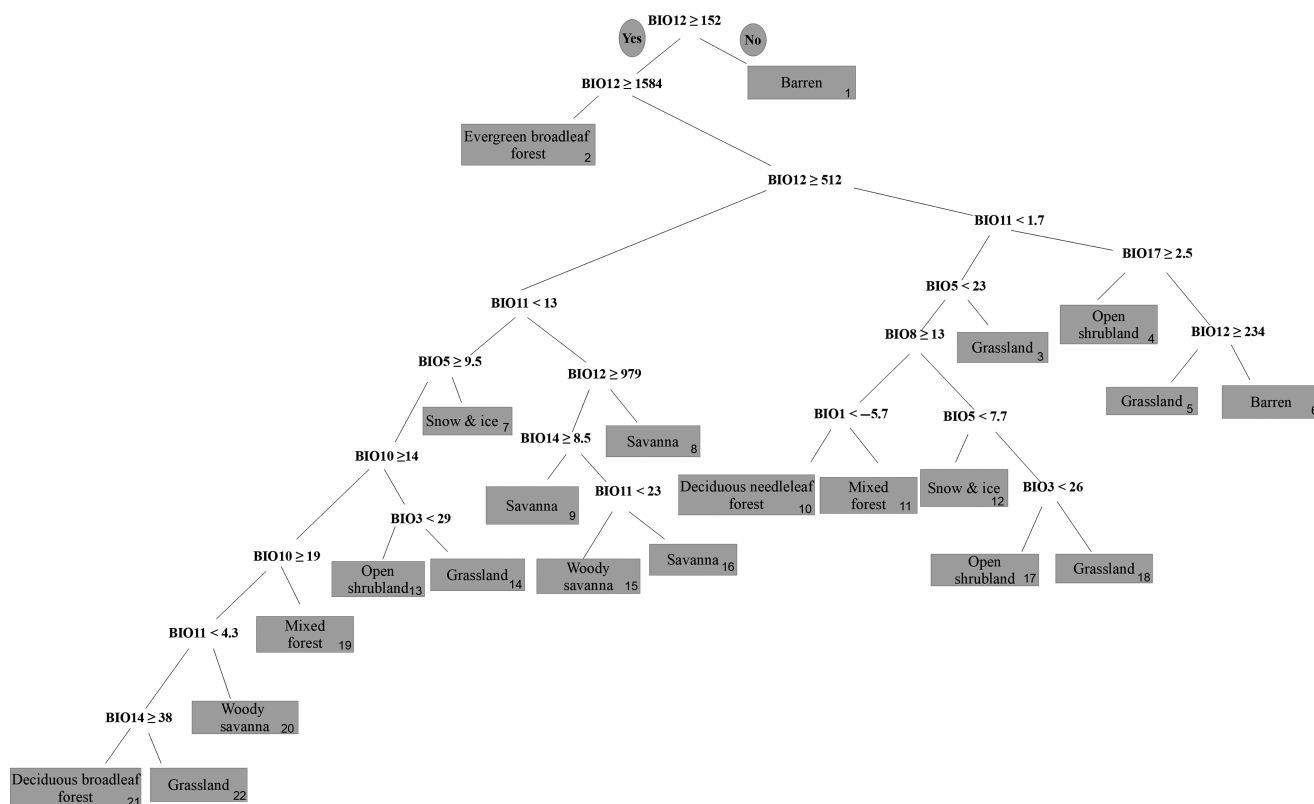 BIO12 ≥ 152
Yes
No
BIO12 ≥ 1584
Barren
1
Evergreen broadleaf
forest 2
BIO12 ≥ 512
BIO11 < 1.7
BIO17 ≥ 2.5
BIO5 < 23
BIO11 < 13
Open
shrubland 4
BIO12 ≥ 234
BIO8 ≥ 13
Grassland 3
BIO5 ≥ 9.5
BIO12 ≥ 979
Grassland 5
Barren 6
Snow & ice 7
BIO1 < –5.7
BIO5 < 7.7
BIO14 ≥ 8.5
Savanna 8
BIO10 ≥14
Deciduous needleleaf
forest 10
Mixed
forest 11
Snow & ice
12
BIO3 < 26
Savanna 9
BIO11 < 23
BIO3 < 29
BIO10 ≥ 19
Open
shrubland 13
Grassland 14
Woody
savanna 15
Savanna 16
Open
shrubland 17
Grassland 18
BIO11 < 4.3
Mixed
forest 19
BIO14 ≥ 38
Woody
savanna 20
Deciduous broadleaf
forest 21
Grassland 22